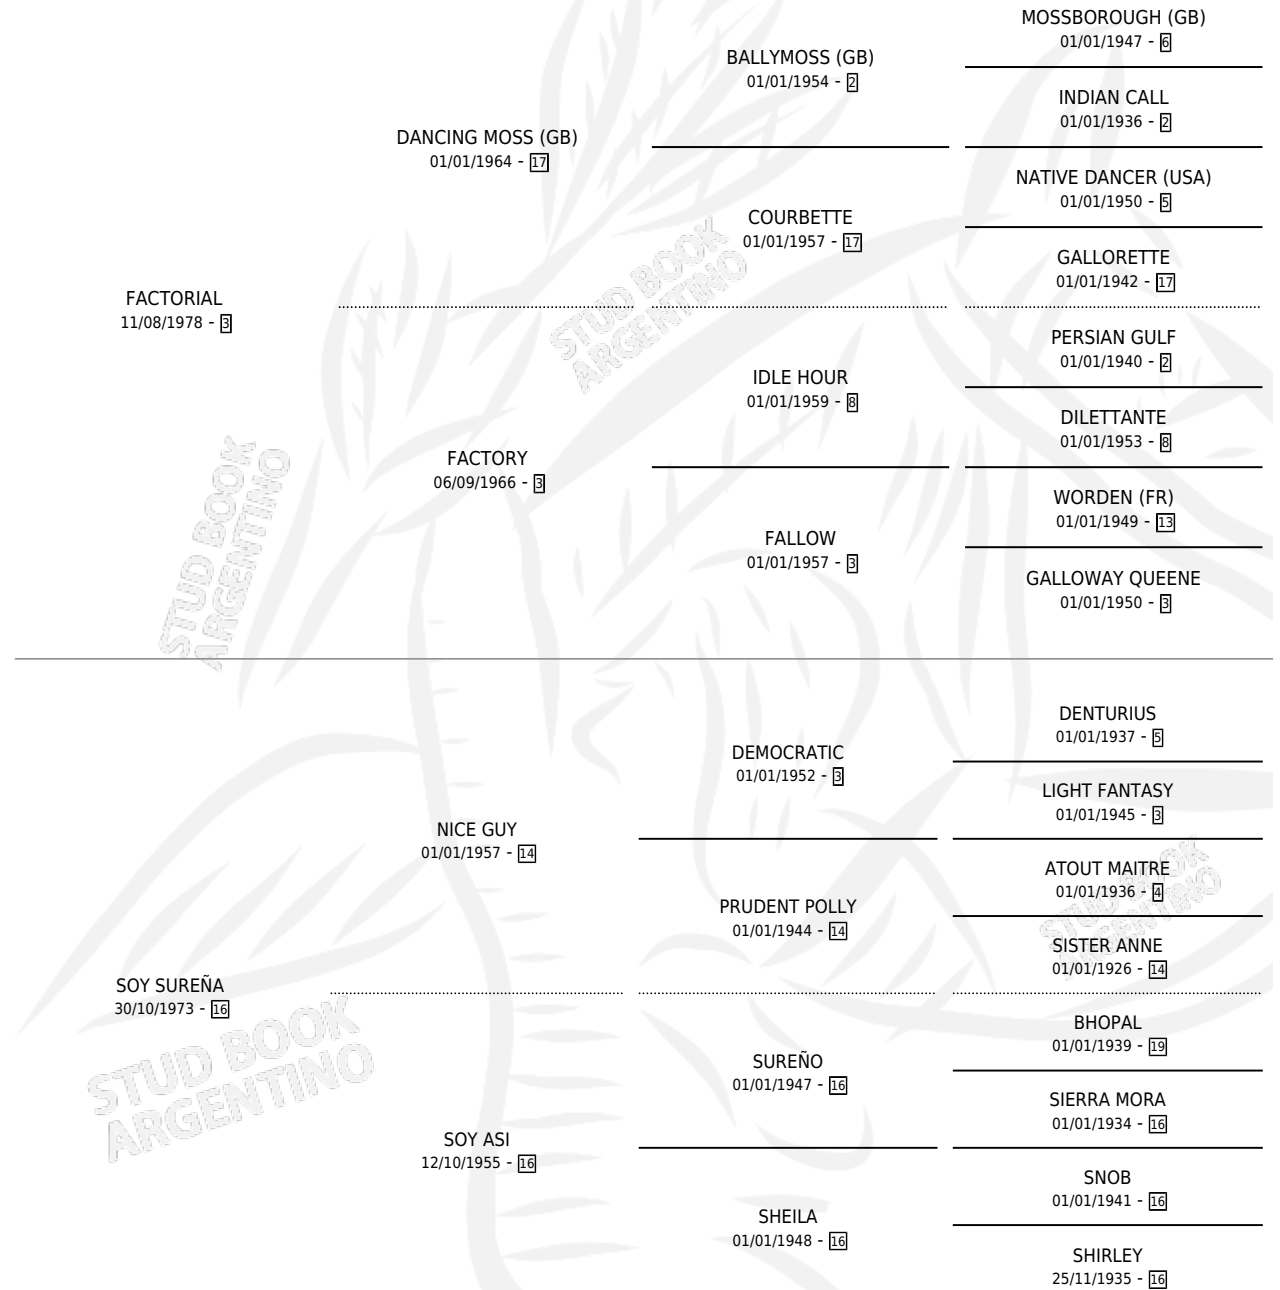 MOSSBOROUGH (GB)
01/01/1947 - 6
BALLYMOSS (GB)
01/01/1954 - 2
INDIAN CALL
01/01/1936 - 2
DANCING MOSS (GB)
01/01/1964 - 17
NATIVE DANCER (USA)
01/01/1950 - 5
COURBETTE
01/01/1957 - 17
GALLORETTE
01/01/1942 - 17
FACTORIAL
11/08/1978 - 3
PERSIAN GULF
01/01/1940 - 2
IDLE HOUR
01/01/1959 - 8
DILETTANTE
01/01/1953 - 8
FACTORY
06/09/1966 - 3
WORDEN (FR)
01/01/1949 - 13
FALLOW
01/01/1957 - 3
GALLOWAY QUEENE
01/01/1950 - 3
DENTURIUS
01/01/1937 - 5
DEMOCRATIC
01/01/1952 - 3
LIGHT FANTASY
01/01/1945 - 3
NICE GUY
01/01/1957 - 14
ATOUT MAITRE
01/01/1936 - 4
PRUDENT POLLY
01/01/1944 - 14
SISTER ANNE
01/01/1926 - 14
SOY SUREÑA
30/10/1973 - 16
BHOPAL
01/01/1939 - 19
SUREÑO
01/01/1947 - 16
SIERRA MORA
01/01/1934 - 16
SOY ASI
12/10/1955 - 16
SNOB
01/01/1941 - 16
SHEILA
01/01/1948 - 16
SHIRLEY
25/11/1935 - 16
STUD BOOK
ARGENTINO
STUD BOOK
ARGENTINO
STUD BOOK
ARGENTINO
STUD BOOK
ARGENTINO